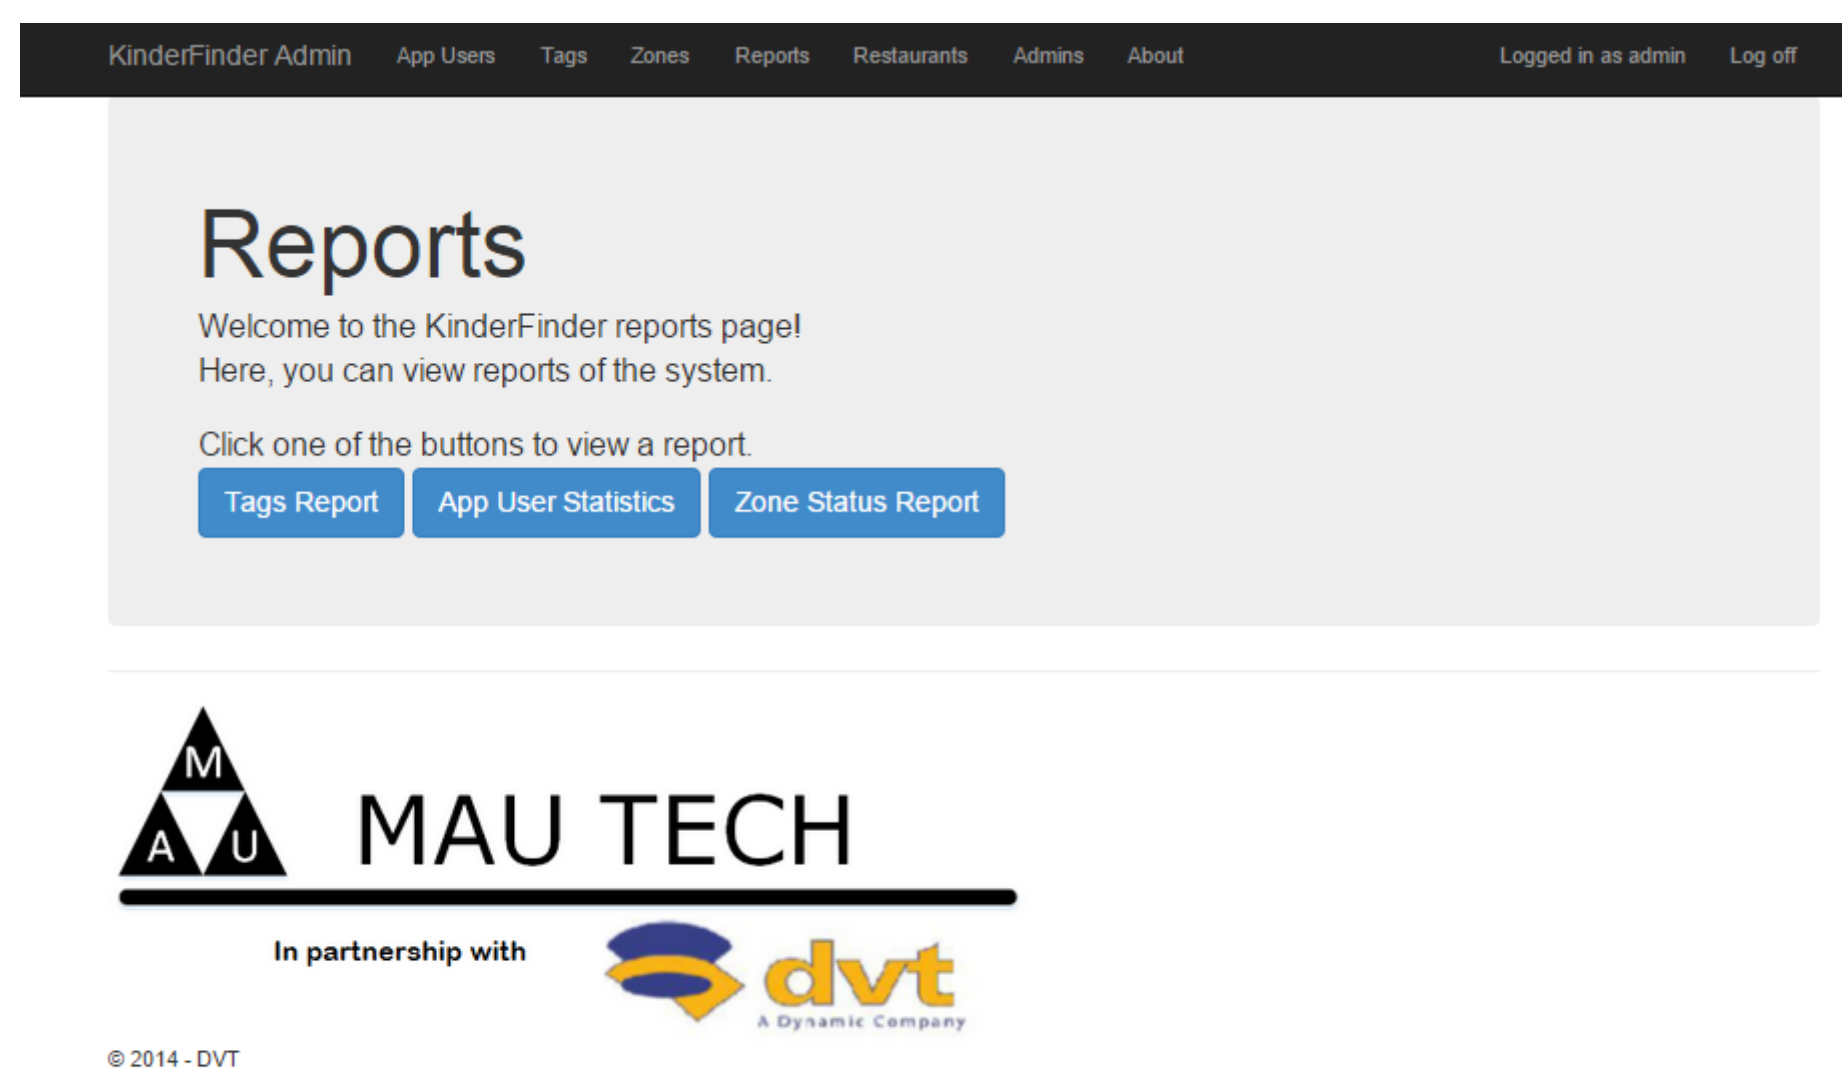 KinderFinder Admin App Users Tags Zones Reports Restaurants Admins About Logged in as admin Log off
Reports
Welcome to the KinderFinder reports page!
Here, you can view reports of the system.
Click one of the buttons to view a report.
Tags Report App User Statistics Zone Status Report
M
A U
MAU TECH
In partnership with
dvt
A Dynamic Company
© 2014 - DVT